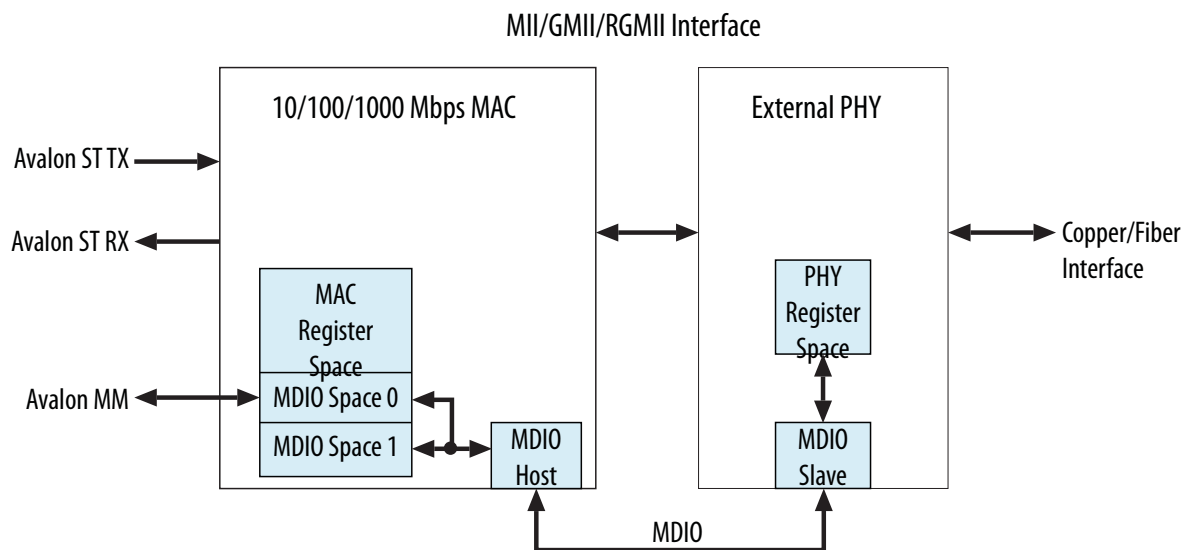 MII/GMII/RGMII Interface
10/100/1000 Mbps MAC
External PHY
Avalon ST TX
Avalon ST RX
Copper/Fiber
Interface
MAC
Register
Space
PHY
Register
Space
Avalon MM
MDIO Space 0
MDIO Space 1
MDIO
Host
MDIO
Slave
MDIO